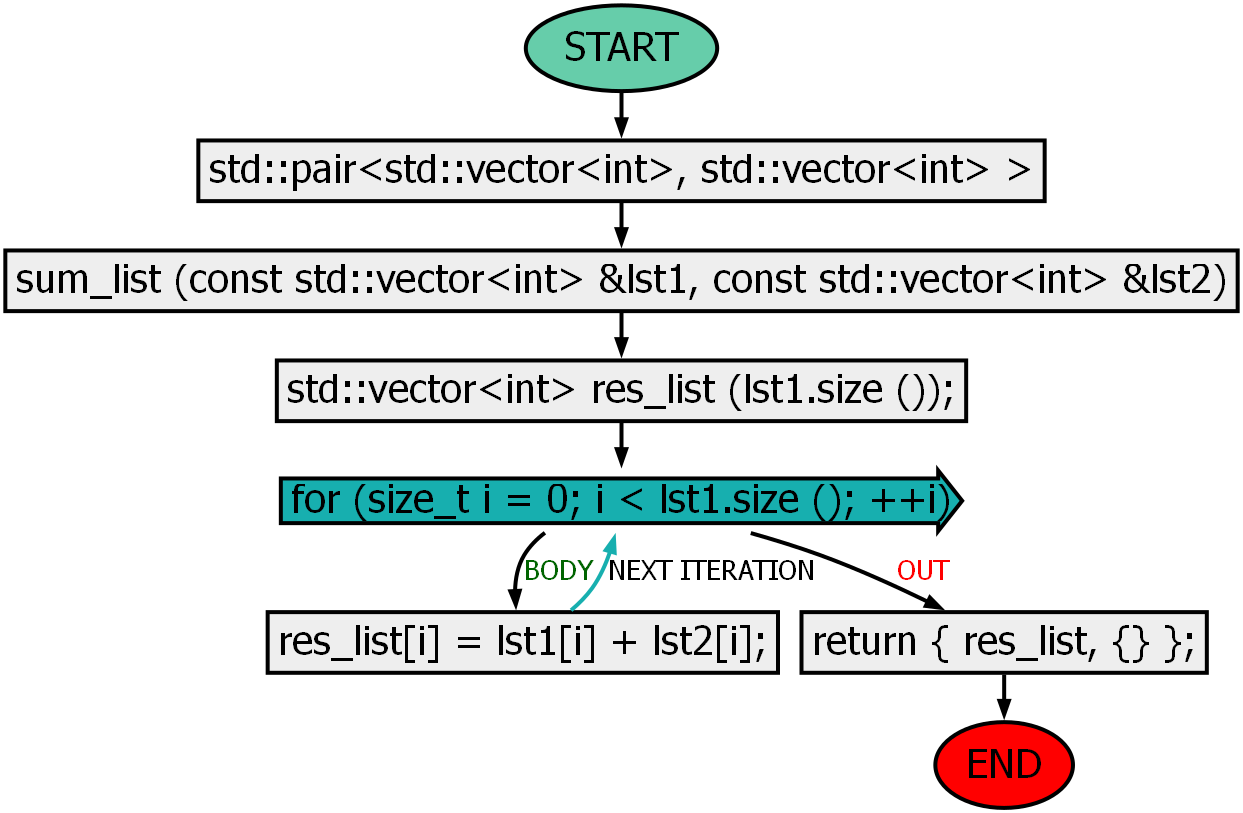 START
std::pair<std::vector<int>, std::vector<int> >
sum_list (const std::vector<int> &lst1, const std::vector<int> &lst2)
std::vector<int> res_list (lst1.size ());
for (size_t i = 0; i < lst1.size (); ++i)
BODY
NEXT ITERATION
OUT
res_list[i] = lst1[i] + lst2[i];
return { res_list, {} };
END